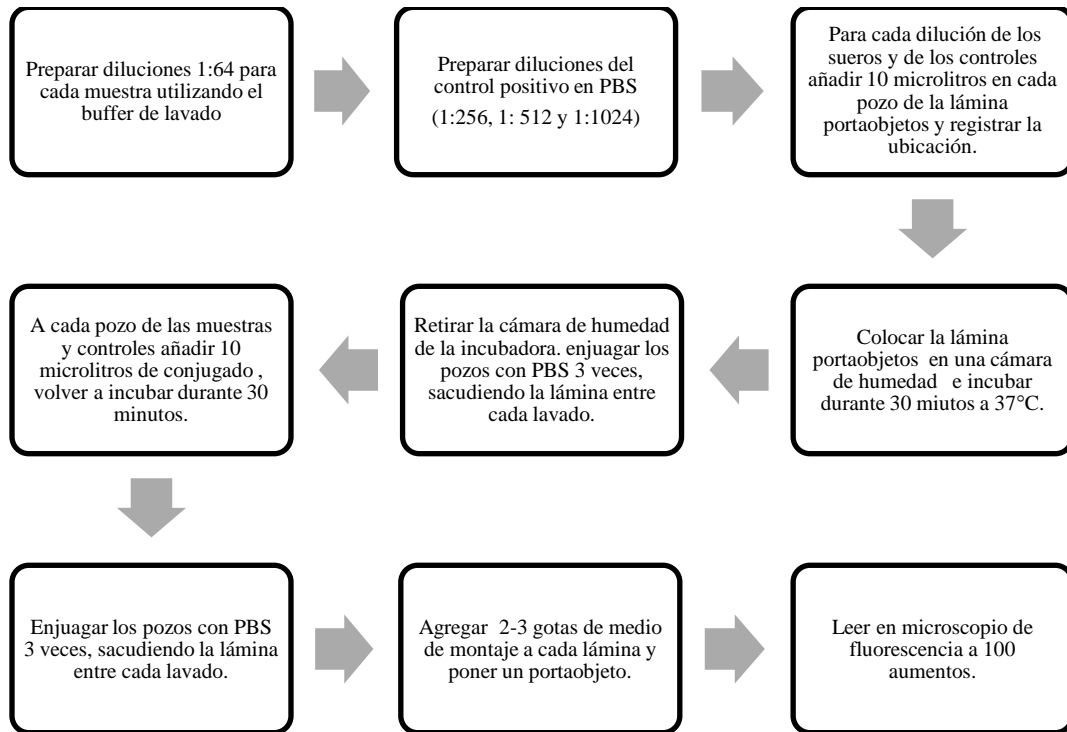 Preparar diluciones 1:64 para
cada muestra utilizando el
buffer de lavado
Preparar diluciones del
control positivo en PBS
(1:256, 1: 512 y 1:1024)
Para cada dilución de los
sueros y de los controles
añadir 10 microlitros en cada
pozo de la lámina
portaobjetos y registrar la
ubicación.
Colocar la lámina
portaobjetos en una cámara
de humedad e incubar
durante 30 miutos a 37°C.
Retirar la cámara de humedad
de la incubadora. enjuagar los
pozos con PBS 3 veces,
sacudiendo la lámina entre
cada lavado.
A cada pozo de las muestras
y controles añadir 10
microlitros de conjugado ,
volver a incubar durante 30
minutos.
Enjuagar los pozos con PBS
3 veces, sacudiendo la lámina
entre cada lavado.
Agregar 2-3 gotas de medio
de montaje a cada lámina y
poner un portaobjeto.
Leer en microscopio de
fluorescencia a 100
aumentos.